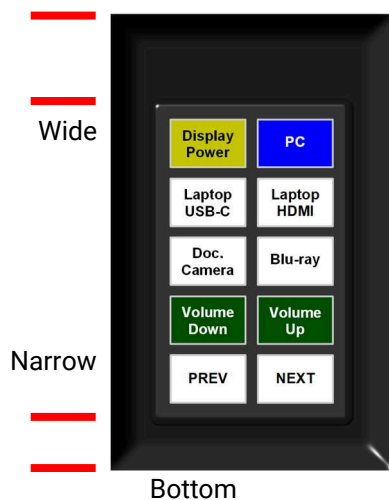 Wide
Display
Power
PC
Laptop
USB-C
Laptop
HDMI
Doc.
Camera
Blu-ray
Volume
Down
Volume
Up
Narrow
PREV
NEXT
Bottom